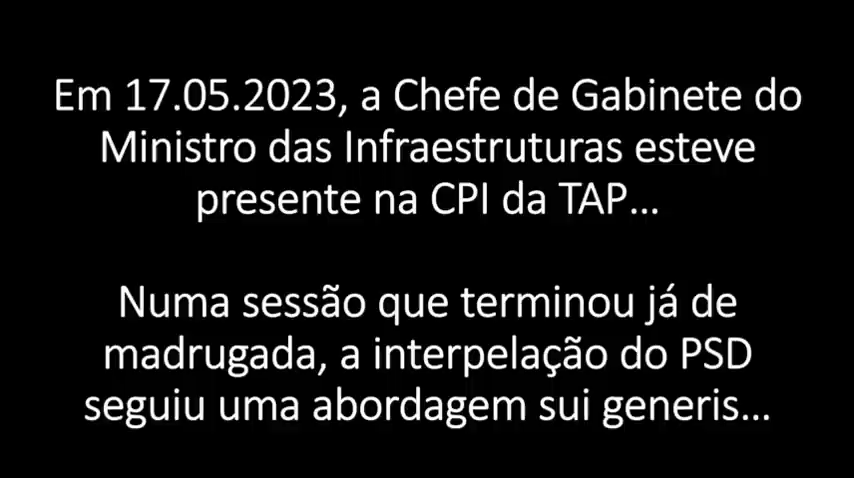 Em 17.05.2023, a Chefe de Gabinete do
Ministro das Infraestruturas esteve
presente na CPI da TAP...
Numa sessão que terminou já de
madrugada, a interpelação do PSD
seguiu uma abordagem sui generis...